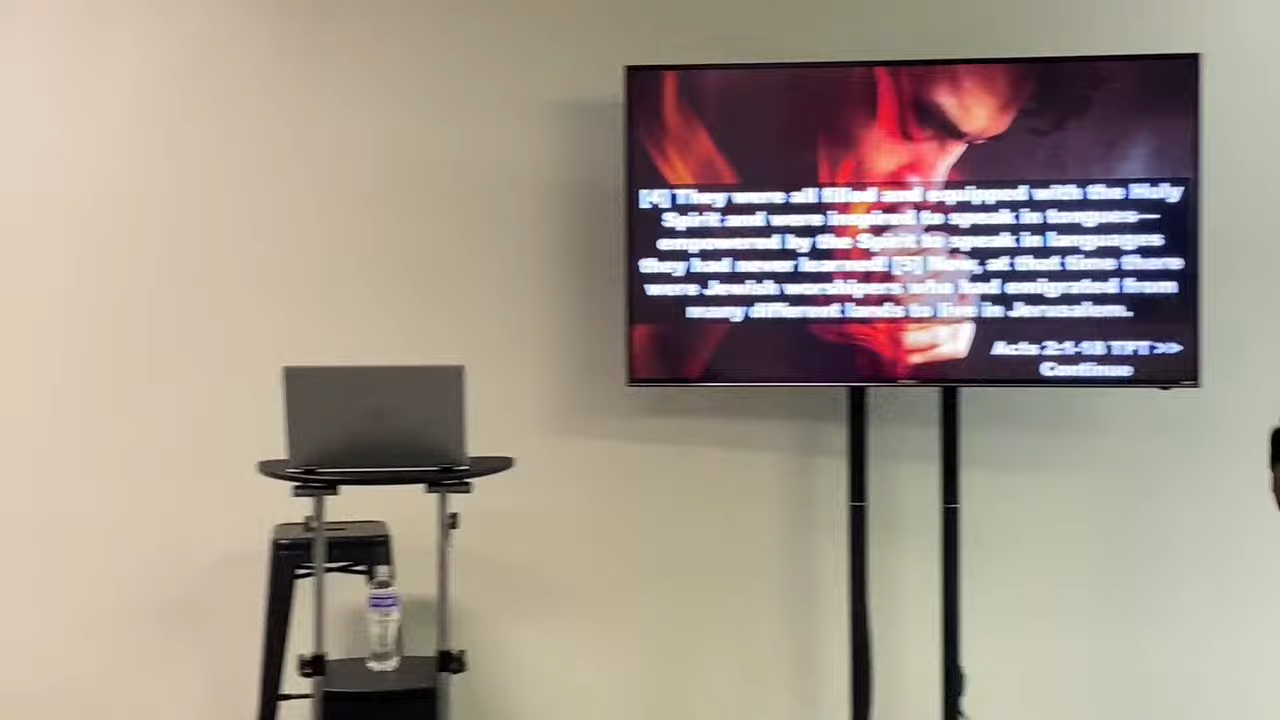 [4] They were all filled and equipped with the Holy
Spirit and were inspired to speak in tongues—
empowered by the Spirit to speak in languages
they had never learned! [5] Now, at that time there
were Jewish worshipers who had emigrated from
many different lands to live in Jerusalem.
Acts 2:1-13 TPT >>
Continue